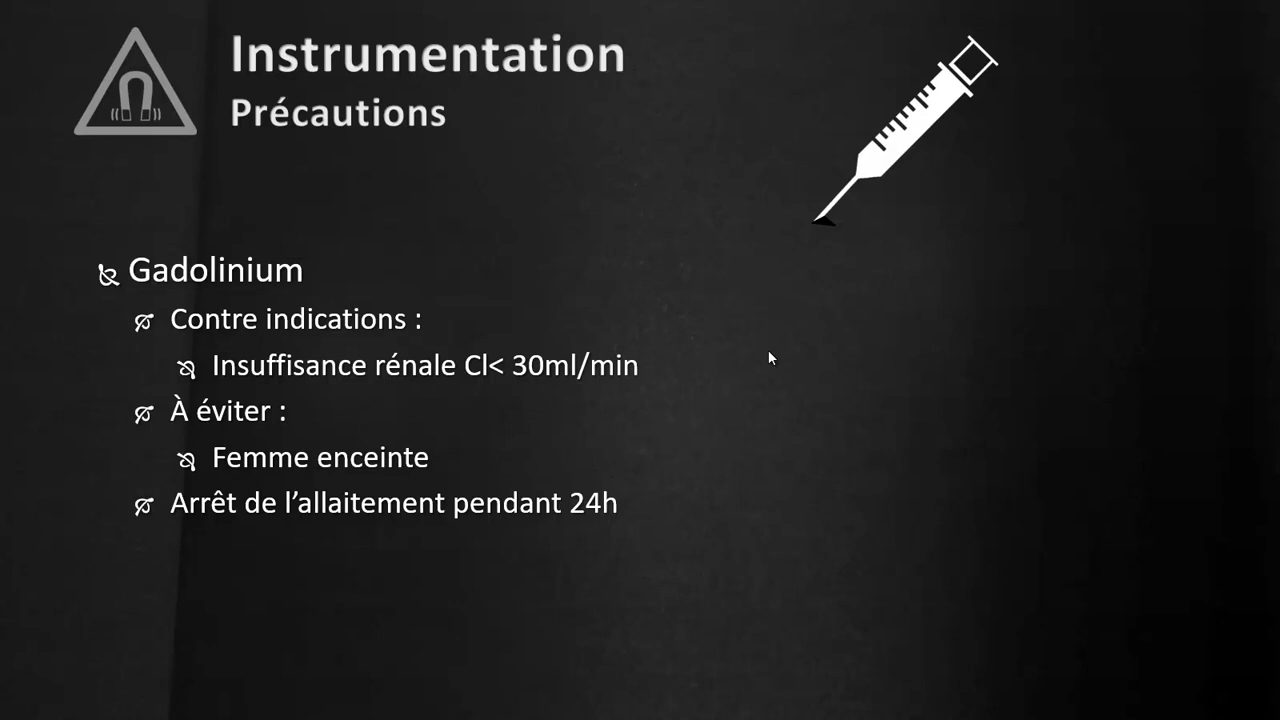 Instrumentation
Précautions
Gadolinium
Contre indications :
Insuffisance rénale Cl< 30ml/min
À éviter :
Femme enceinte
Arrêt de l’allaitement pendant 24h